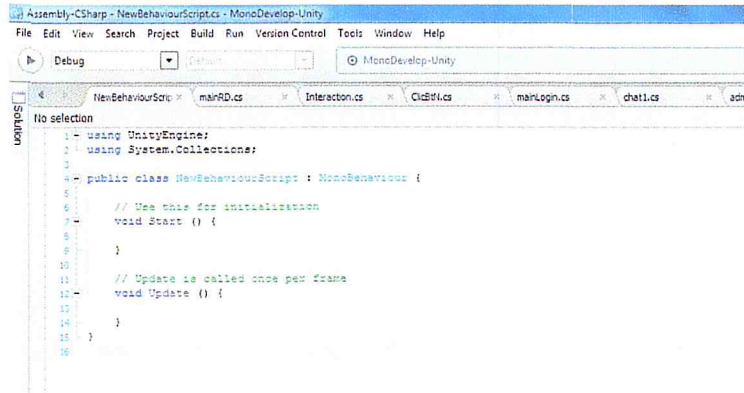 Assembly-CSharp - NewBehaviourScript.cs - MonoDevelop-Unity
File Edit View Search Project Build Run Version Control Tools Window Help
Debug Default MonoDevelop-Unity
NewBehaviourScrip × mainRD.cs × Interaction.cs × ClicBtN.cs × mainLogin.cs × chat1.cs × adm
No selection
Solution
1 using UnityEngine;
2 using System.Collections;
3
4 public class NewBehaviourScript : MonoBehaviour {
5
6 // Use this for initialization
7 void Start () {
8
9 }
10
11 // Update is called once per frame
12 void Update () {
13
14 }
15 }
16